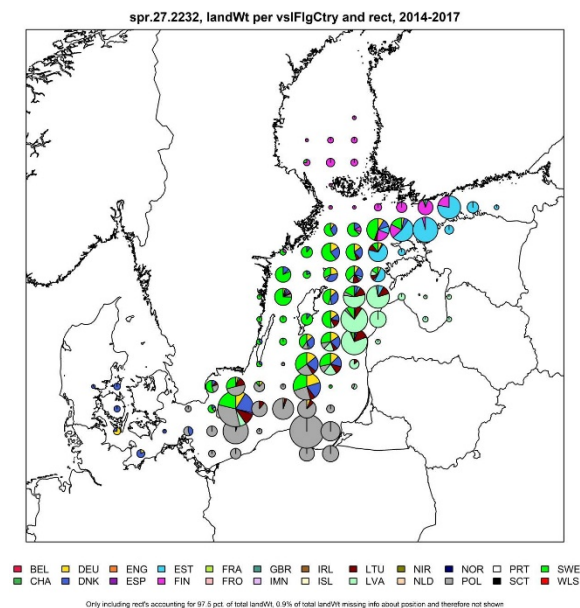 spr.27.2232, landWt per vslFlgCtry and rect, 2014-2017
BEL DEU ENG EST FRA GBR IRL LTU NIR NOR PRT SWE
CHA DNK ESP FIN FRO IMN ISL LVA NLD POL SCT WLS
Only including rect's accounting for 97.5 pct. of total landWt, 0.9% of total landWt missing info about position and therefore not shown